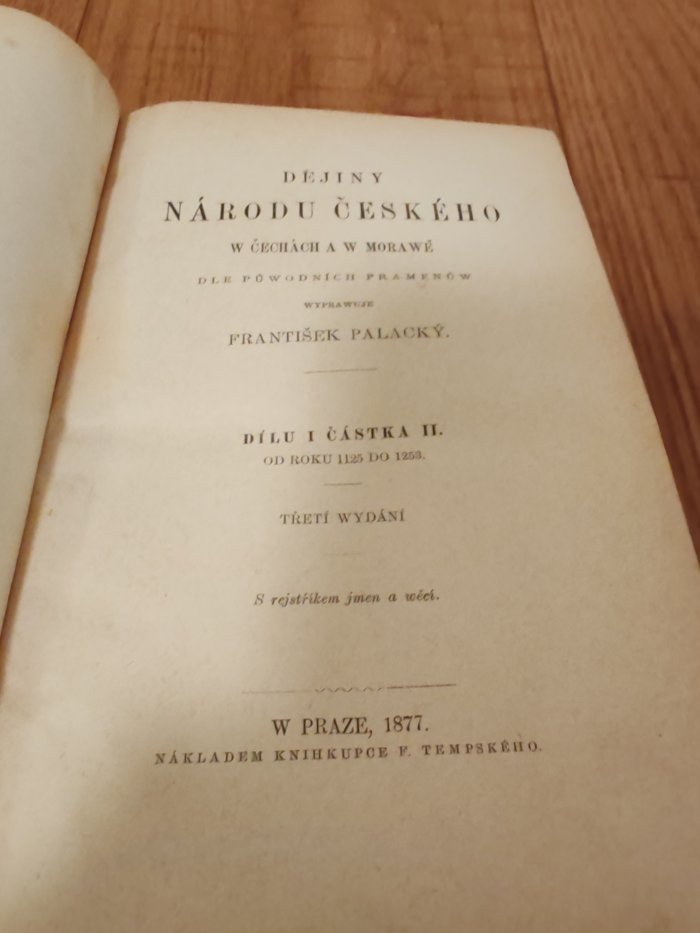 DĚJINY
NÁRODU ČESKÉHO
W ČECHÁCH A W MORAWĚ
DLE PŮWODNÍCH PRAMENŮW
WYPRAWUJE
FRANTIŠEK PALACKÝ.
DÍLU I ČÁSTKA II.
OD ROKU 1125 DO 1253.
TŘETÍ WYDÁNÍ
S rejstříkem jmen a wěcí.
W PRAZE, 1877.
NÁKLADEM KNIHKUPCE F. TEMPSKÉHO.